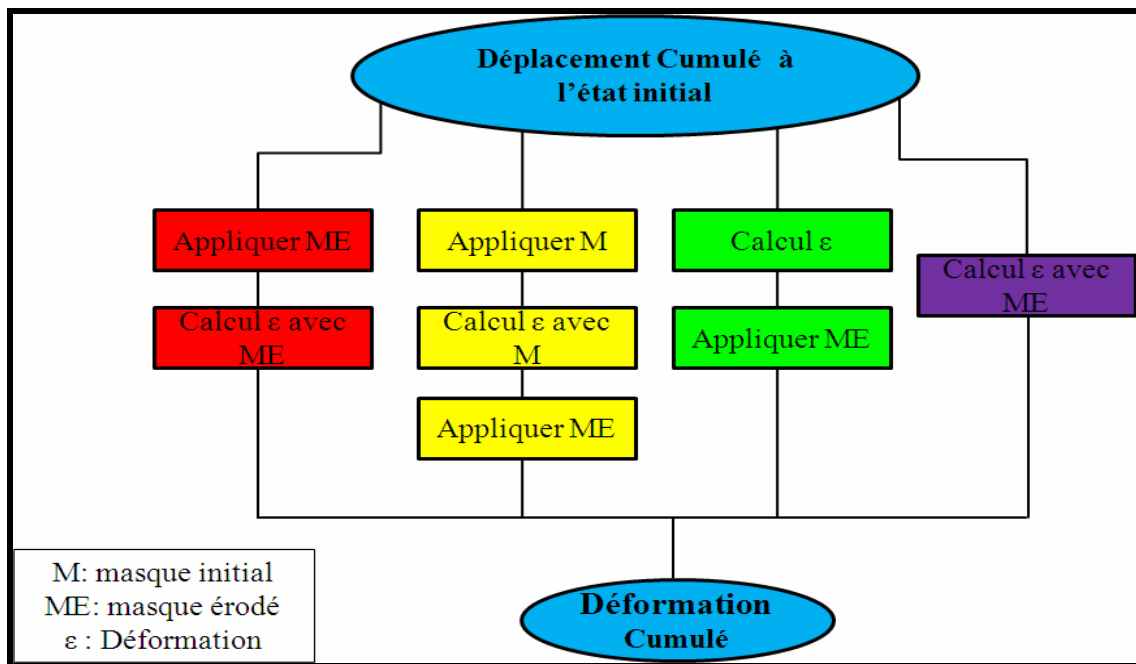 Déplacement Cumulé à
l’état initial
Appliquer ME
Appliquer M
Calcul ε
Calcul ε avec
ME
Calcul ε avec
ME
Calcul ε avec
M
Appliquer ME
Appliquer ME
M: masque initial
ME: masque érodé
ε : Déformation
Déformation
Cumulé